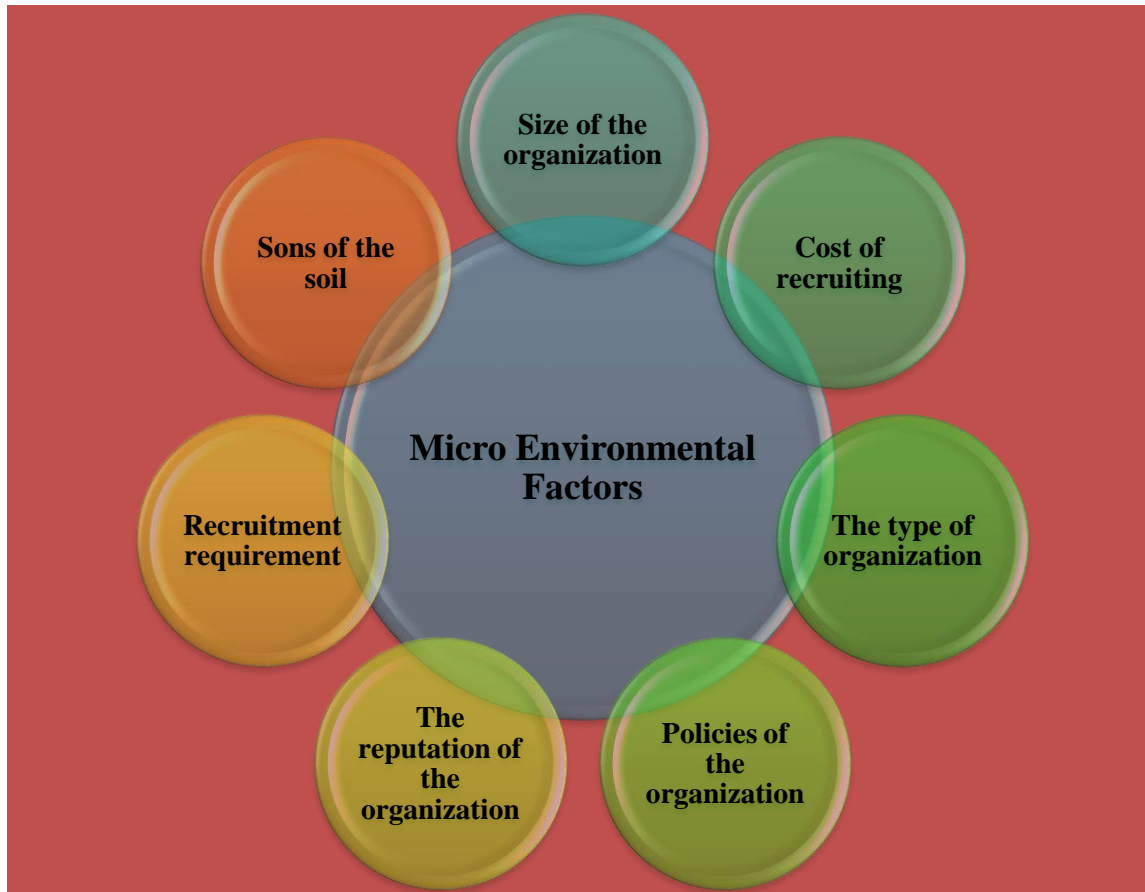 Micro Environmental
Factors
Size of the
organization
Cost of
recruiting
The type of
organization
Policies of
the
organization
The
reputation of
the
organization
Recruitment
requirement
Sons of the
soil